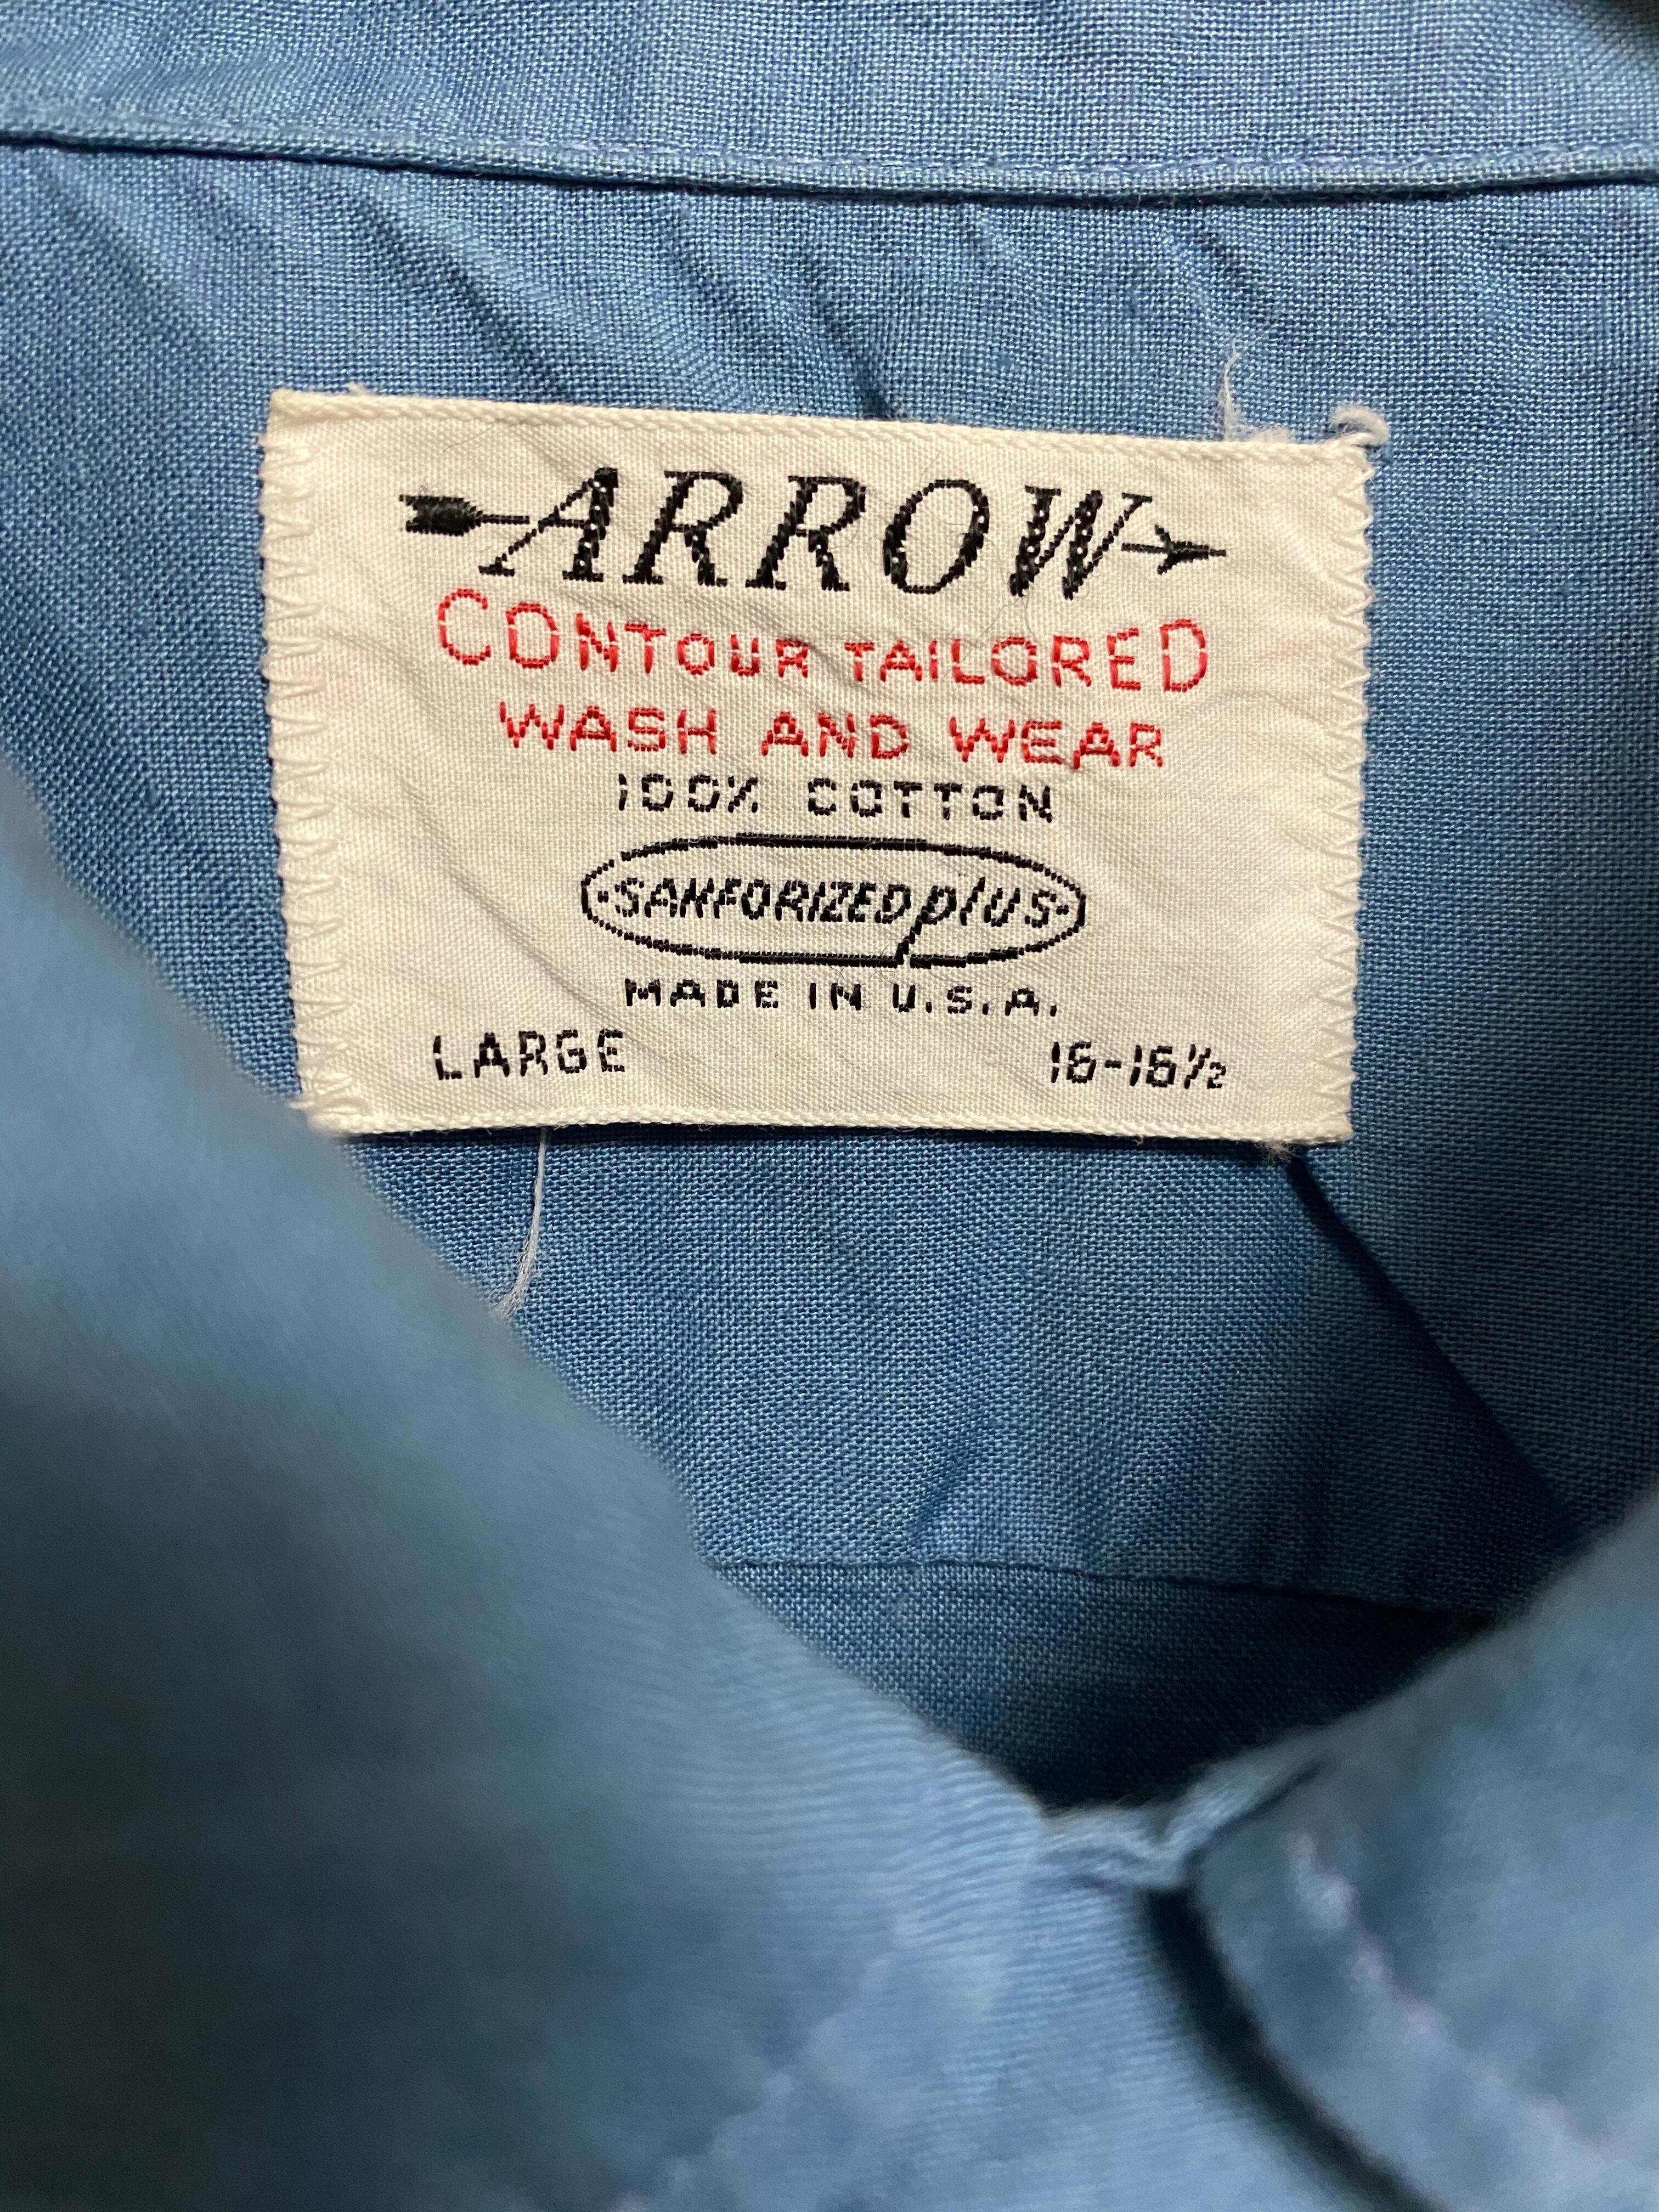 ARROW
CONTOUR TAILORED
WASH AND WEAR
100% COTTON
SANFORIZED plus
MADE IN U.S.A.
LARGE 16-16½